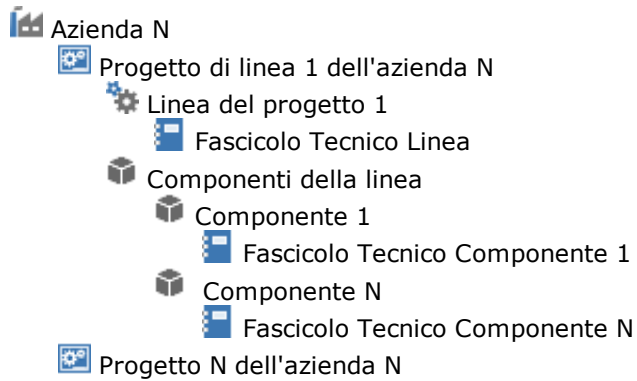 Azienda N
Progetto di linea 1 dell'azienda N
Linea del progetto 1
Fascicolo Tecnico Linea
Componenti della linea
Componente 1
Fascicolo Tecnico Componente 1
Componente N
Fascicolo Tecnico Componente N
Progetto N dell'azienda N